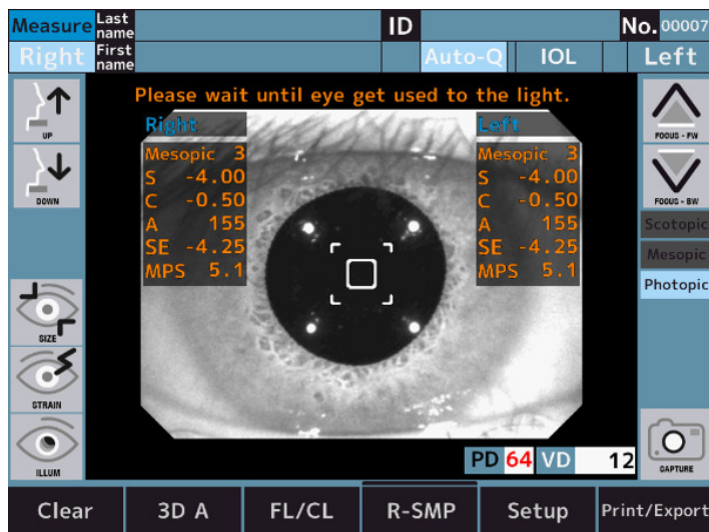 Measure Last name ID No. 00007
Right First name Auto-Q IOL Left
Please wait until eye get used to the light.
UP
DOWN
SIZE
STRAIN
ILLUM
Right
Mesopic 3
S -4.00
C -0.50
A 155
SE -4.25
MPS 5.1
Left
Mesopic 3
S -4.00
C -0.50
A 155
SE -4.25
MPS 5.1
FOCUS - FW
FOCUS - BW
Scotopic
Mesopic
Photopic
CAPTURE
PD 64 VD 12
Clear 3D A FL/CL R-SMP Setup Print/Export